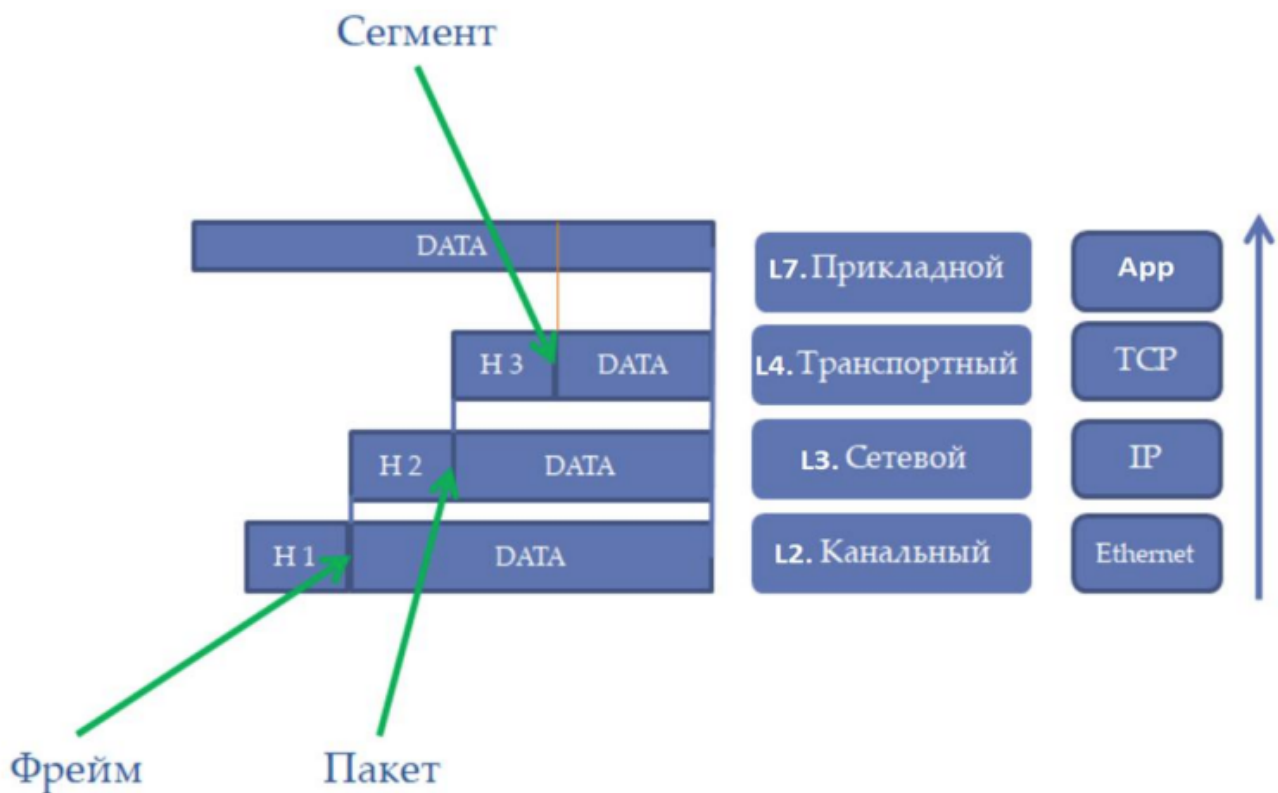 Сегмент
DATA
L7. Прикладной
App
H 3
DATA
L4. Транспортный
TCP
H 2
DATA
L3. Сетевой
IP
H 1
DATA
L2. Канальный
Ethernet
Фрейм
Пакет